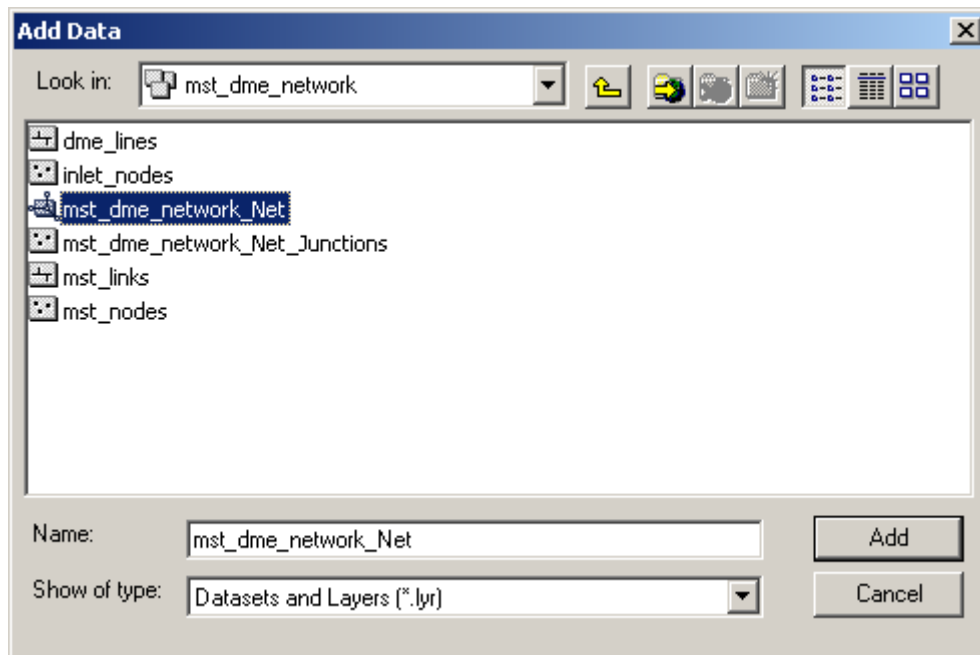 Add Data
Look in: mst_dme_network
dme_lines
inlet_nodes
mst_dme_network_Net
mst_dme_network_Net_Junctions
mst_links
mst_nodes
Name: mst_dme_network_Net Add
Show of type: Datasets and Layers (*.lyr) Cancel